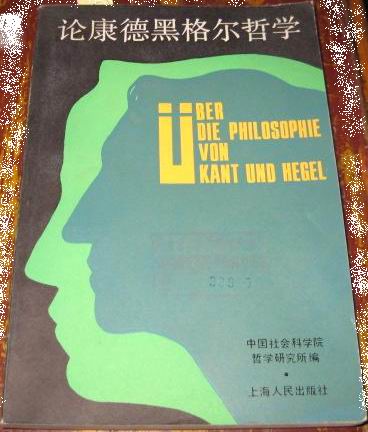 论康德黑格尔哲学
ÜBER
DIE PHILOSOPHIE
VON
KANT UND HEGEL
中国社会科学院
哲学研究所编
上海人民出版社